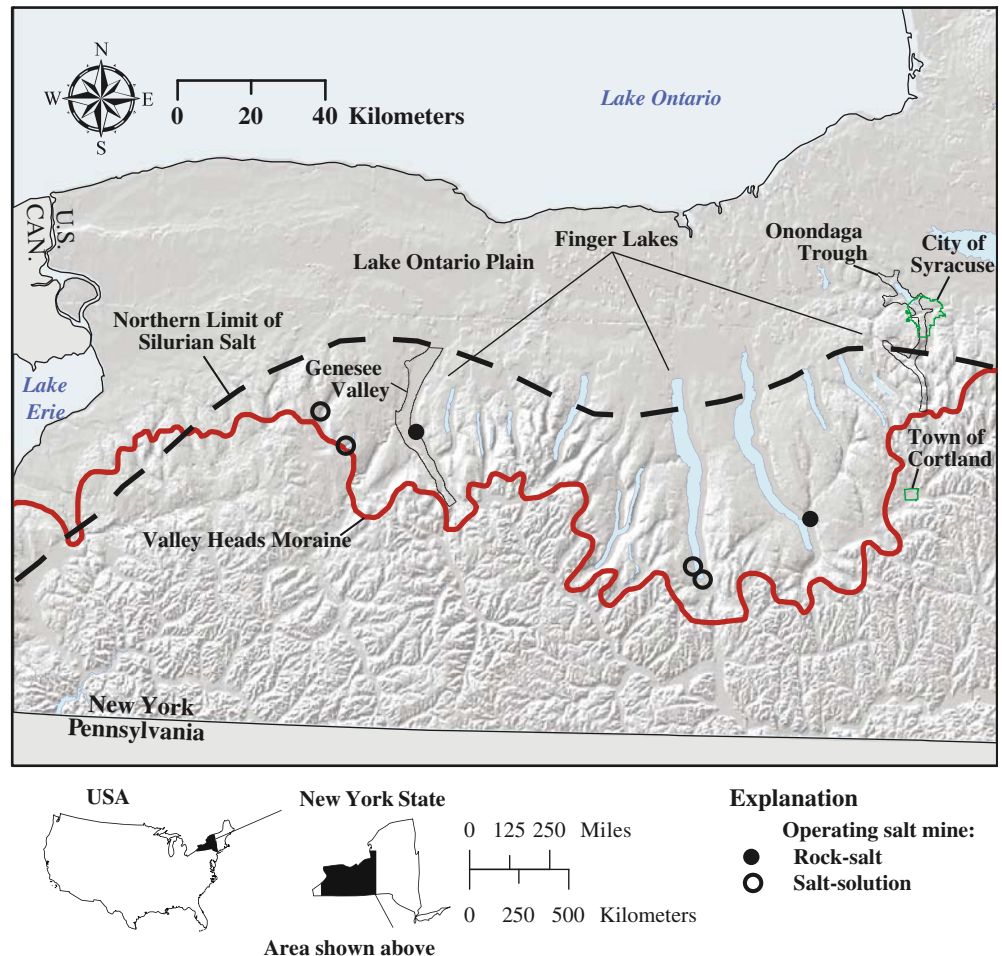 N
W E
S
0 20 40 Kilometers
Lake Ontario
U.S.
CAN.
Finger Lakes
Onondaga
Trough
City of
Syracuse
Lake Ontario Plain
Northern Limit of
Silurian Salt
Genesee
Valley
Lake
Erie
Town of
Cortland
Valley Heads Moraine
New York
Pennsylvania
USA
New York State
0 125 250 Miles
0 250 500 Kilometers
Area shown above
Explanation
Operating salt mine:
Rock-salt
Salt-solution